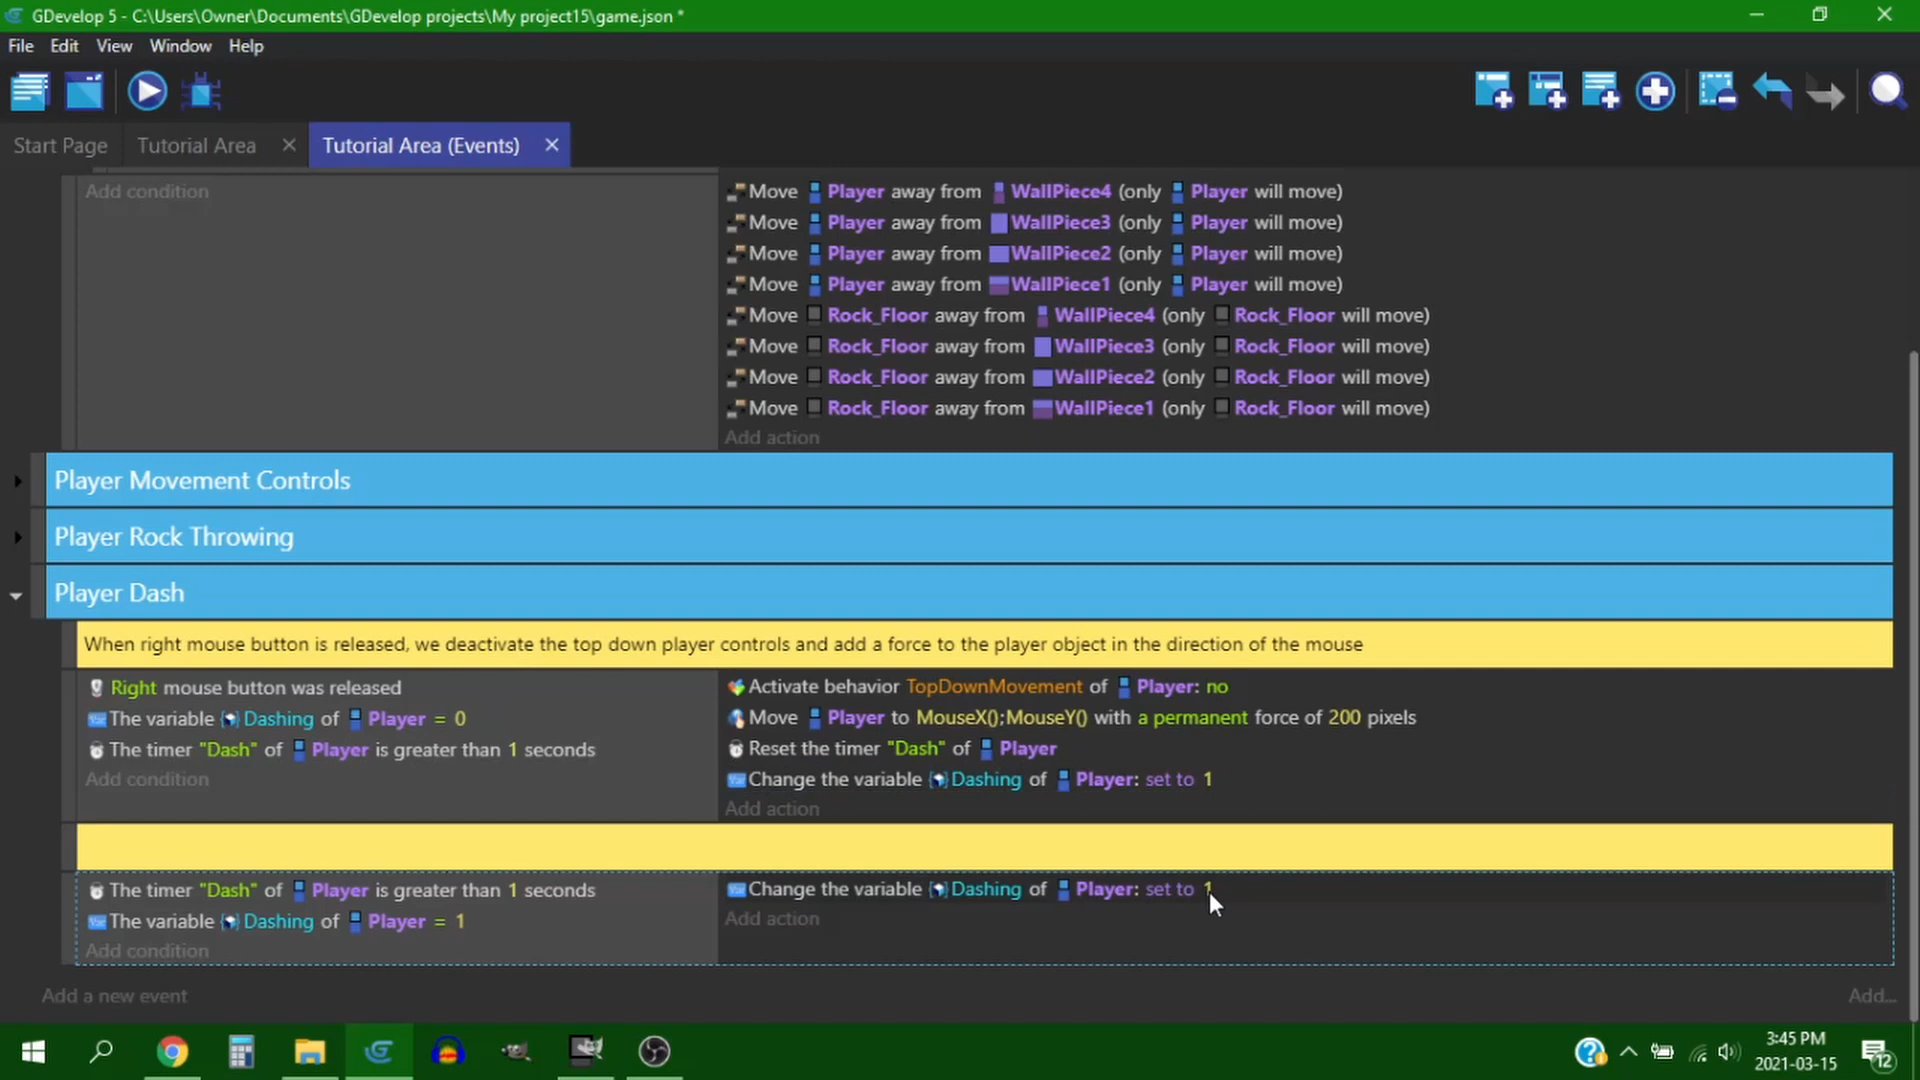 GDevelop 5 - C:\Users\Owner\Documents\GDevelop projects\My project15\game.json *
File Edit View Window Help
Start Page Tutorial Area Tutorial Area (Events)
Add condition
Move Player away from WallPiece4 (only Player will move)
Move Player away from WallPiece3 (only Player will move)
Move Player away from WallPiece2 (only Player will move)
Move Player away from WallPiece1 (only Player will move)
Move Rock_Floor away from WallPiece4 (only Rock_Floor will move)
Move Rock_Floor away from WallPiece3 (only Rock_Floor will move)
Move Rock_Floor away from WallPiece2 (only Rock_Floor will move)
Move Rock_Floor away from WallPiece1 (only Rock_Floor will move)
Add action
Player Movement Controls
Player Rock Throwing
Player Dash
When right mouse button is released, we deactivate the top down player controls and add a force to the player object in the direction of the mouse
Right mouse button was released
The variable Dashing of Player = 0
The timer "Dash" of Player is greater than 1 seconds
Add condition
Activate behavior TopDownMovement of Player: no
Move Player to MouseX();MouseY() with a permanent force of 200 pixels
Reset the timer "Dash" of Player
Change the variable Dashing of Player: set to 1
Add action
The timer "Dash" of Player is greater than 1 seconds
The variable Dashing of Player = 1
Add condition
Change the variable Dashing of Player: set to 1
Add action
Add a new event
Add...
3:45 PM
2021-03-15
12